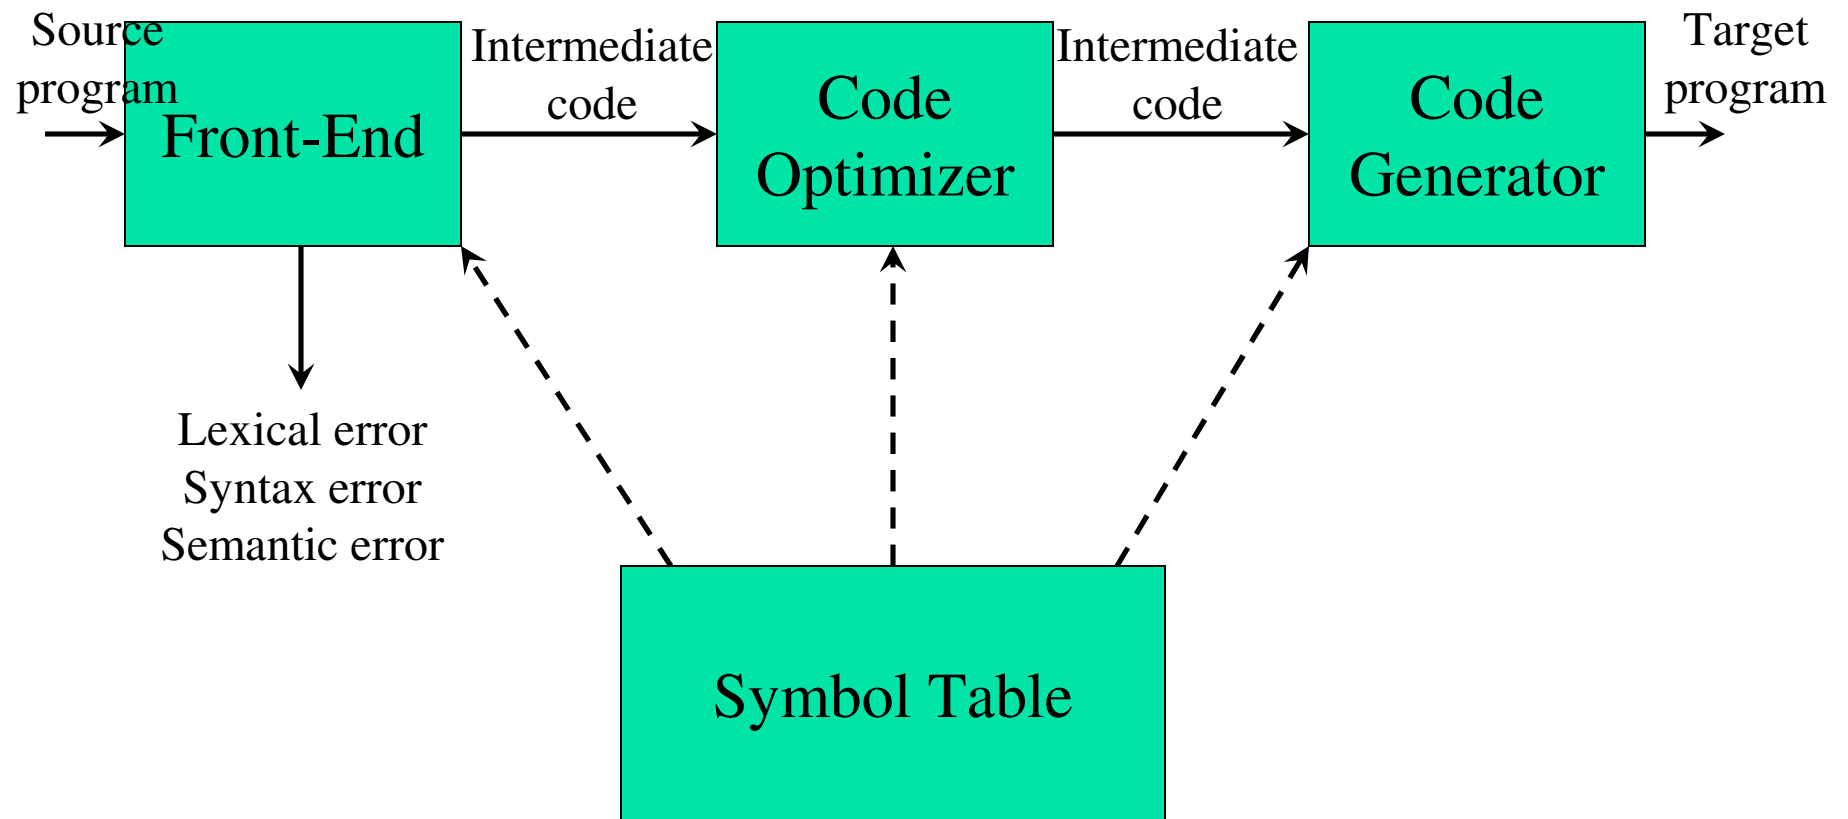 Source
program
Front-End
Intermediate
code
Code
Optimizer
Intermediate
code
Code
Generator
Target
program
Lexical error
Syntax error
Semantic error
Symbol Table